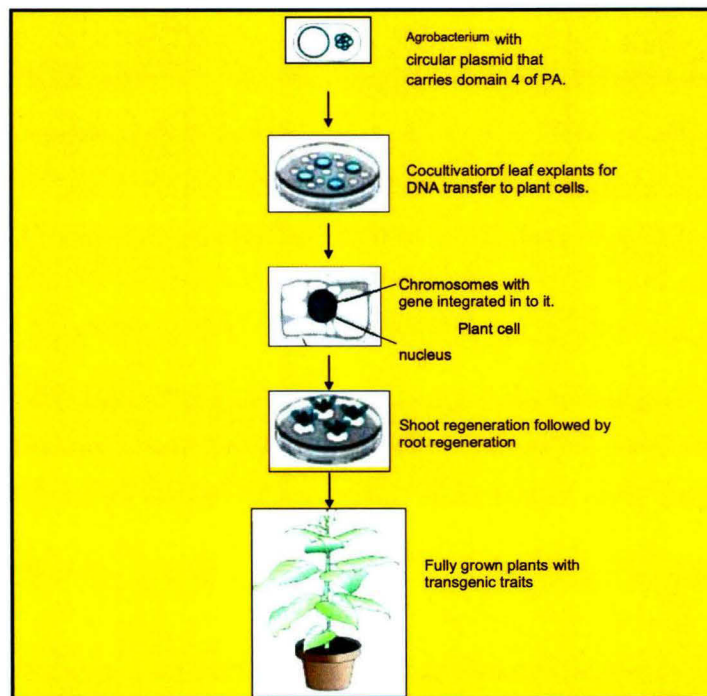 Agrobacterium with
circular plasmid that
carries domain 4 of PA.
Cocultivationof leaf explants for
DNA transfer to plant cells.
Chromosomes with
gene integrated in to it.
Plant cell
nucleus
Shoot regeneration followed by
root regeneration
Fully grown plants with
transgenic traits